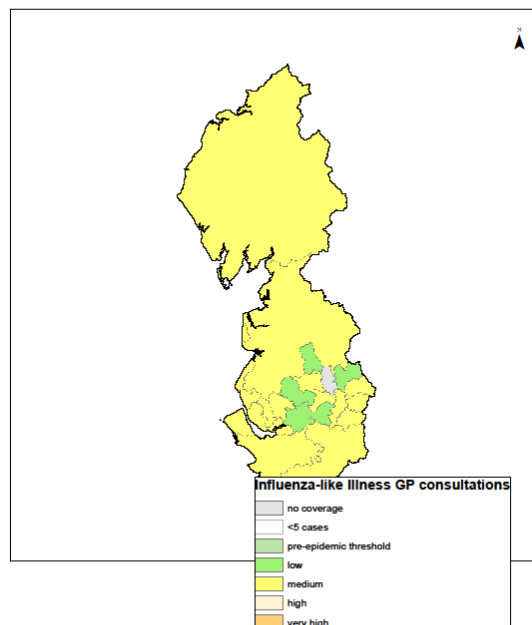 N
Influenza-like Illness GP consultations
no coverage
<5 cases
pre-epidemic threshold
low
medium
high
very high